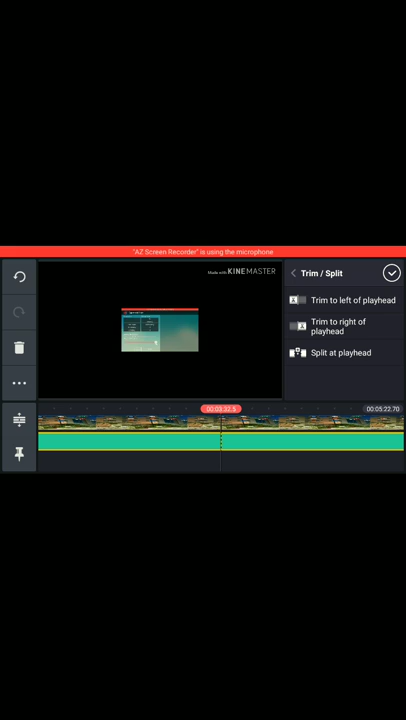 "AZ Screen Recorder" is using the microphone
Made with KINEMASTER
Trim / Split
Trim to left of playhead
Trim to right of
playhead
Split at playhead
00:03:32.5
00:05:22.70